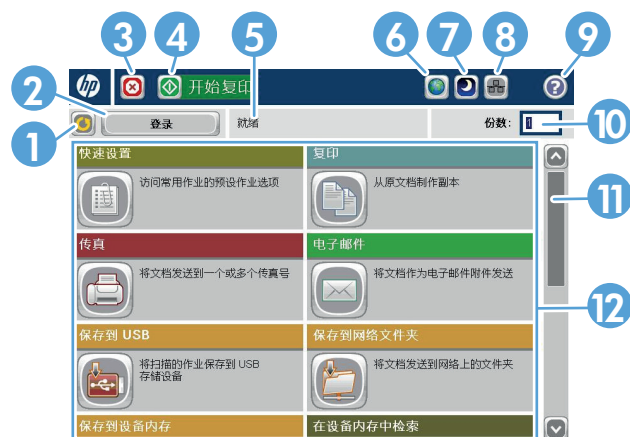 3 4 5 6 7 8 9
hp 开始复印 ?
2
1 登录 就绪 份数: 1 10
快速设置 复印
访问常用作业的预设作业选项 从原文档制作副本
11
传真 电子邮件
将文档发送到一个或多个传真号 将文档作为电子邮件附件发送
12
保存到 USB 保存到网络文件夹
将扫描的作业保存到 USB 将文档发送到网络上的文件夹
存储设备
保存到设备内存 在设备内存中检索